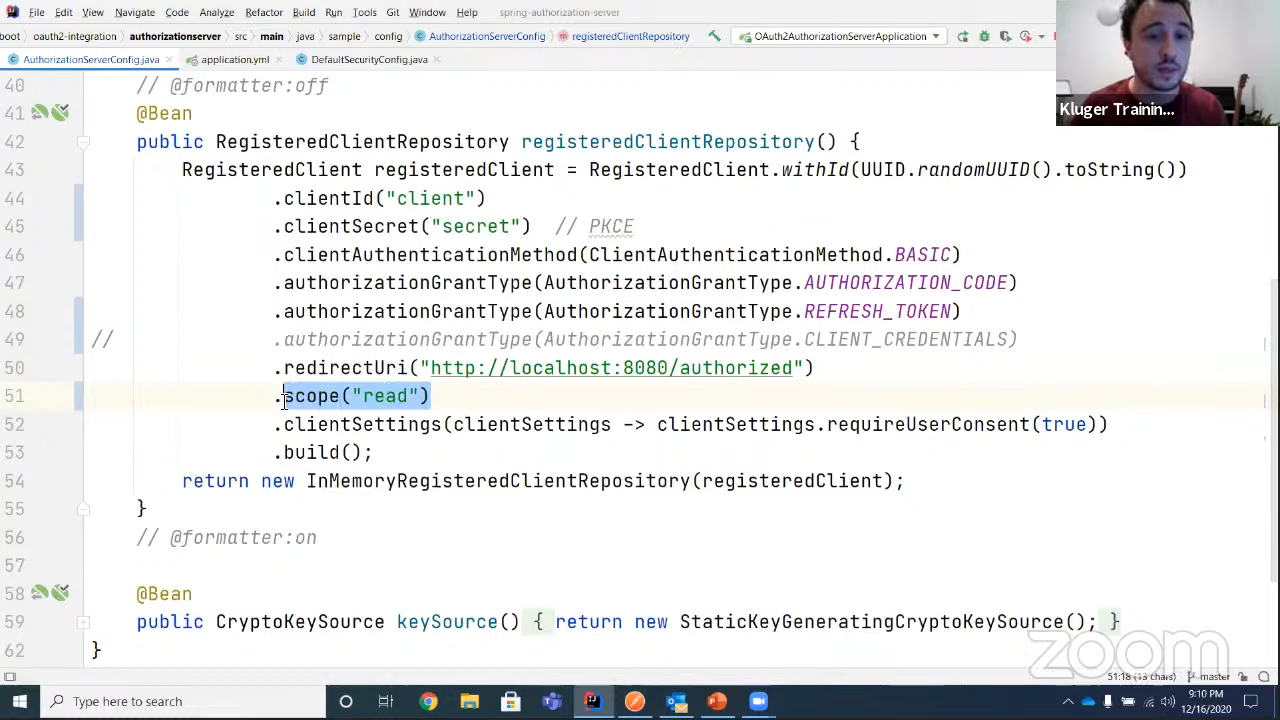 File Edit View Navigate Code Analyze Refactor Build Run Tools Git Window Help spring-authorization-server
boot oauth2-integration authorizationserver src main java sample config AuthorizationServerConfig registeredClientRepository OAuth2AuthorizationServerApplication
AuthorizationServerConfig.java application.yml DefaultSecurityConfig.java
40 // @formatter:off
41 @Bean
42 public RegisteredClientRepository registeredClientRepository() {
43 RegisteredClient registeredClient = RegisteredClient.withId(UUID.randomUUID().toString())
44 .clientId("client")
45 .clientSecret("secret") // PKCE
46 .clientAuthenticationMethod(ClientAuthenticationMethod.BASIC)
47 .authorizationGrantType(AuthorizationGrantType.AUTHORIZATION_CODE)
48 .authorizationGrantType(AuthorizationGrantType.REFRESH_TOKEN)
49 // .authorizationGrantType(AuthorizationGrantType.CLIENT_CREDENTIALS)
50 .redirectUri("http://localhost:8080/authorized")
51 .scope("read")
52 .clientSettings(clientSettings -> clientSettings.requireUserConsent(true))
53 .build();
54 return new InMemoryRegisteredClientRepository(registeredClient);
55 }
56 // @formatter:on
57
58 @Bean
59 public CryptoKeySource keySource() { return new StaticKeyGeneratingCryptoKeySource(); }
62 }
Kluger Trainin...
zoom
51:18 (13 chars) master
Type here to search
9:10 PM
12/16/2020